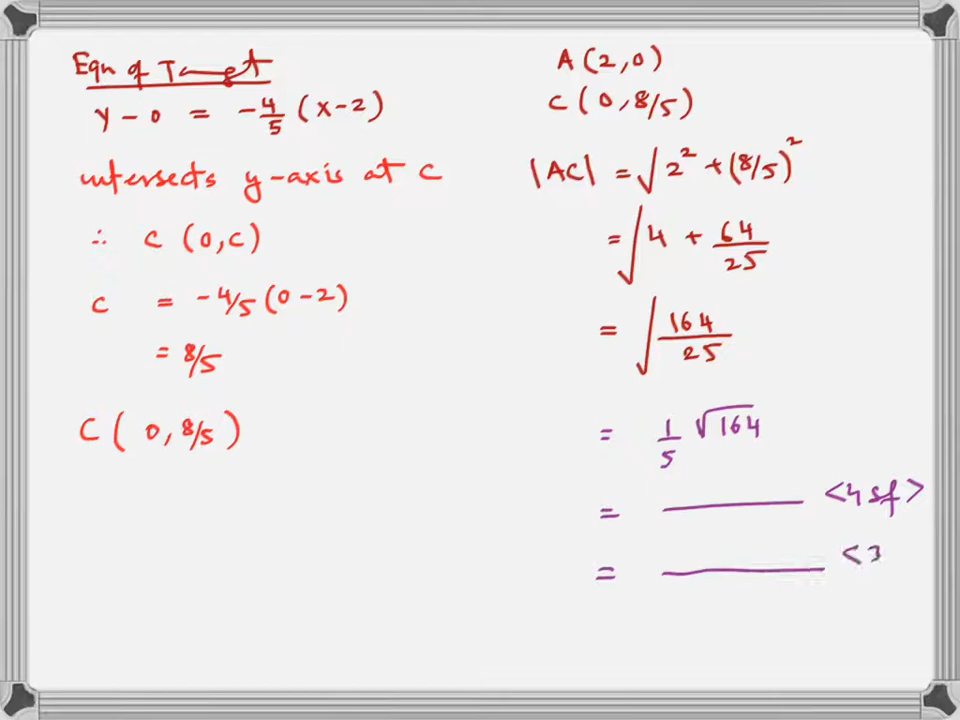 Eqn of Tangent
y - 0 = -4/5 (x-2)
intersects y-axis at C
∴ C (0,c)
c = -4/5 (0-2)
= 8/5
C( 0, 8/5 )
A(2,0)
C(0, 8/5)
|AC| = √2² + (8/5)²
= √4 + 64/25
= √164/25
= 1/5 √164
= ______ <4 sf>
= ______ <3